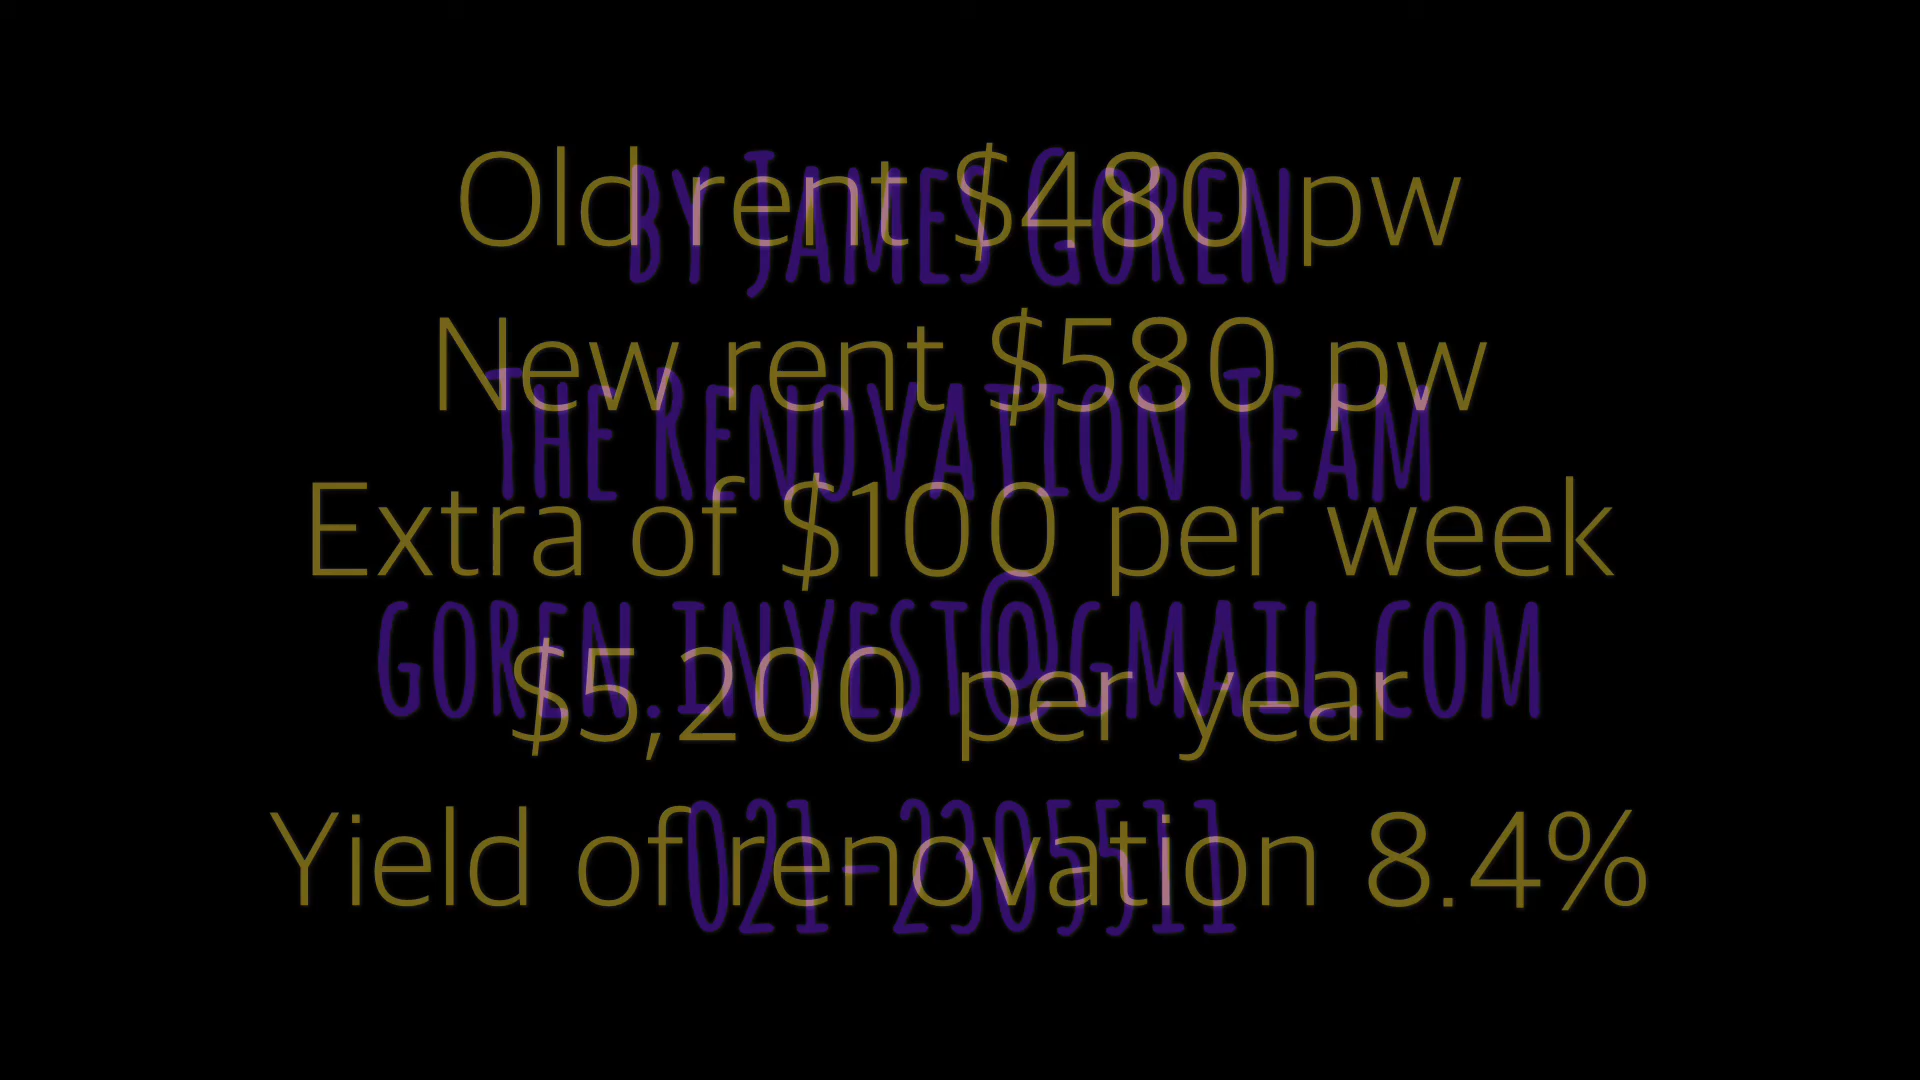 Old rent $480 pw
by James Goren
New rent $580 pw
The Renovation Team
Extra of $100 per week
goren.invest@gmail.com
$5,200 per year
Yield of renovation 8.4%
021-2305511